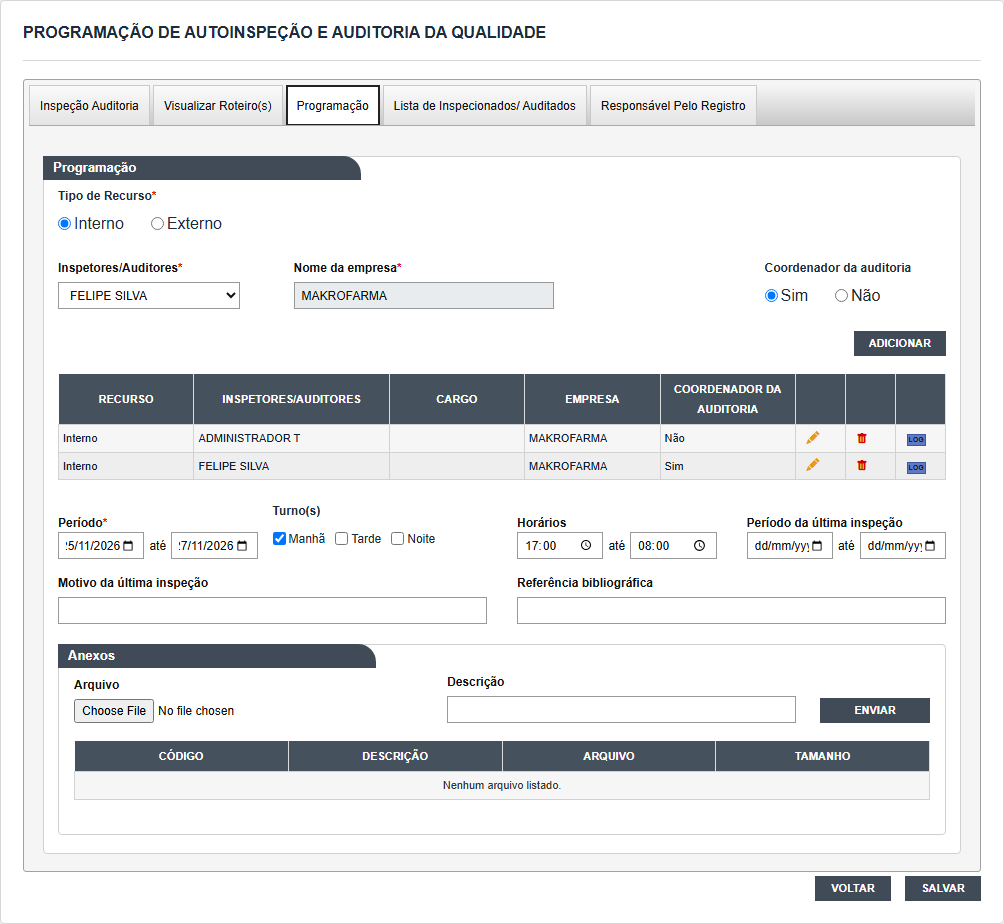 PROGRAMAÇÃO DE AUTOINSPEÇÃO E AUDITORIA DA QUALIDADE
Inspeção Auditoria Visualizar Roteiro(s) Programação Lista de Inspecionados/ Auditados Responsável Pelo Registro
Programação
Tipo de Recurso*
Interno Externo
Inspetores/Auditores* Nome da empresa* Coordenador da auditoria
FELIPE SILVA MAKROFARMA Sim Não
ADICIONAR
RECURSO INSPETORES/AUDITORES CARGO EMPRESA COORDENADOR DA AUDITORIA
Interno ADMINISTRADOR T MAKROFARMA Não LOG
Interno FELIPE SILVA MAKROFARMA Sim LOG
Período* Turno(s) Horários Período da última inspeção
5/11/2026 até 7/11/2026 Manhã Tarde Noite 17:00 até 08:00 dd/mm/yyy até dd/mm/yyy
Motivo da última inspeção Referência bibliográfica
Anexos
Arquivo Descrição
Choose File No file chosen ENVIAR
CÓDIGO DESCRIÇÃO ARQUIVO TAMANHO
Nenhum arquivo listado.
VOLTAR SALVAR